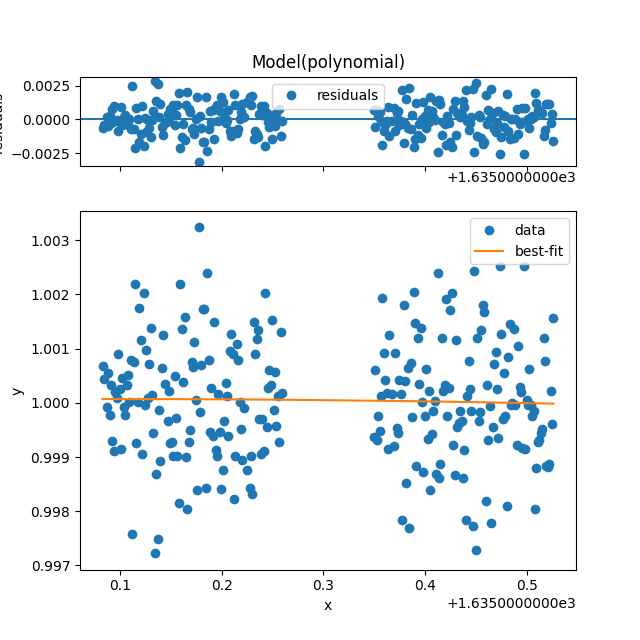 Model(polynomial)
0.0025
0.0000
−0.0025
residuals
+1.6350000000e3
1.003
1.002
1.001
1.000
0.999
0.998
0.997
y
data
best-fit
0.1 0.2 0.3 0.4 0.5
x
+1.6350000000e3